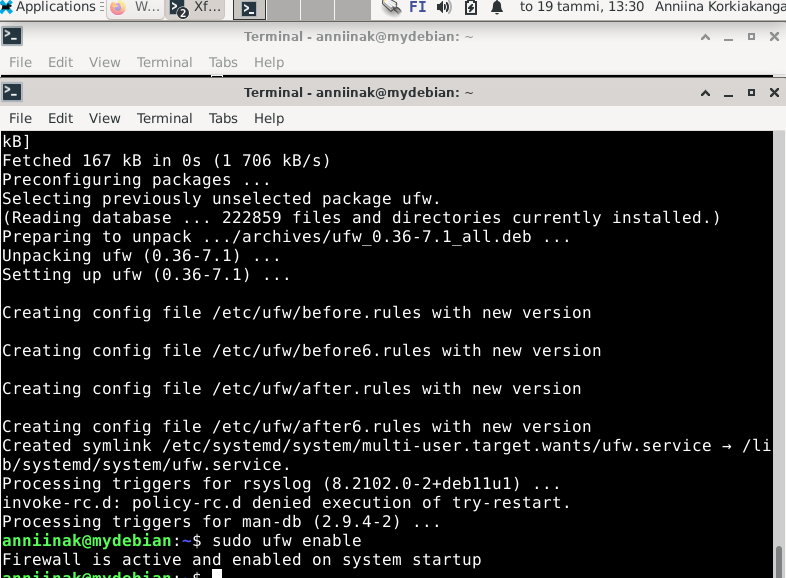 Applications W... 2 Xf... FI to 19 tammi, 13:30 Anniina Korkiakanga
Terminal - anniinak@mydebian: ~
File Edit View Terminal Tabs Help
Terminal - anniinak@mydebian: ~
File Edit View Terminal Tabs Help
kB]
Fetched 167 kB in 0s (1 706 kB/s)
Preconfiguring packages ...
Selecting previously unselected package ufw.
(Reading database ... 222859 files and directories currently installed.)
Preparing to unpack .../archives/ufw_0.36-7.1_all.deb ...
Unpacking ufw (0.36-7.1) ...
Setting up ufw (0.36-7.1) ...
Creating config file /etc/ufw/before.rules with new version
Creating config file /etc/ufw/before6.rules with new version
Creating config file /etc/ufw/after.rules with new version
Creating config file /etc/ufw/after6.rules with new version
Created symlink /etc/systemd/system/multi-user.target.wants/ufw.service → /li
b/systemd/system/ufw.service.
Processing triggers for rsyslog (8.2102.0-2+deb11u1) ...
invoke-rc.d: policy-rc.d denied execution of try-restart.
Processing triggers for man-db (2.9.4-2) ...
anniinak@mydebian:~$ sudo ufw enable
Firewall is active and enabled on system startup
anniinak@mydebian:~$